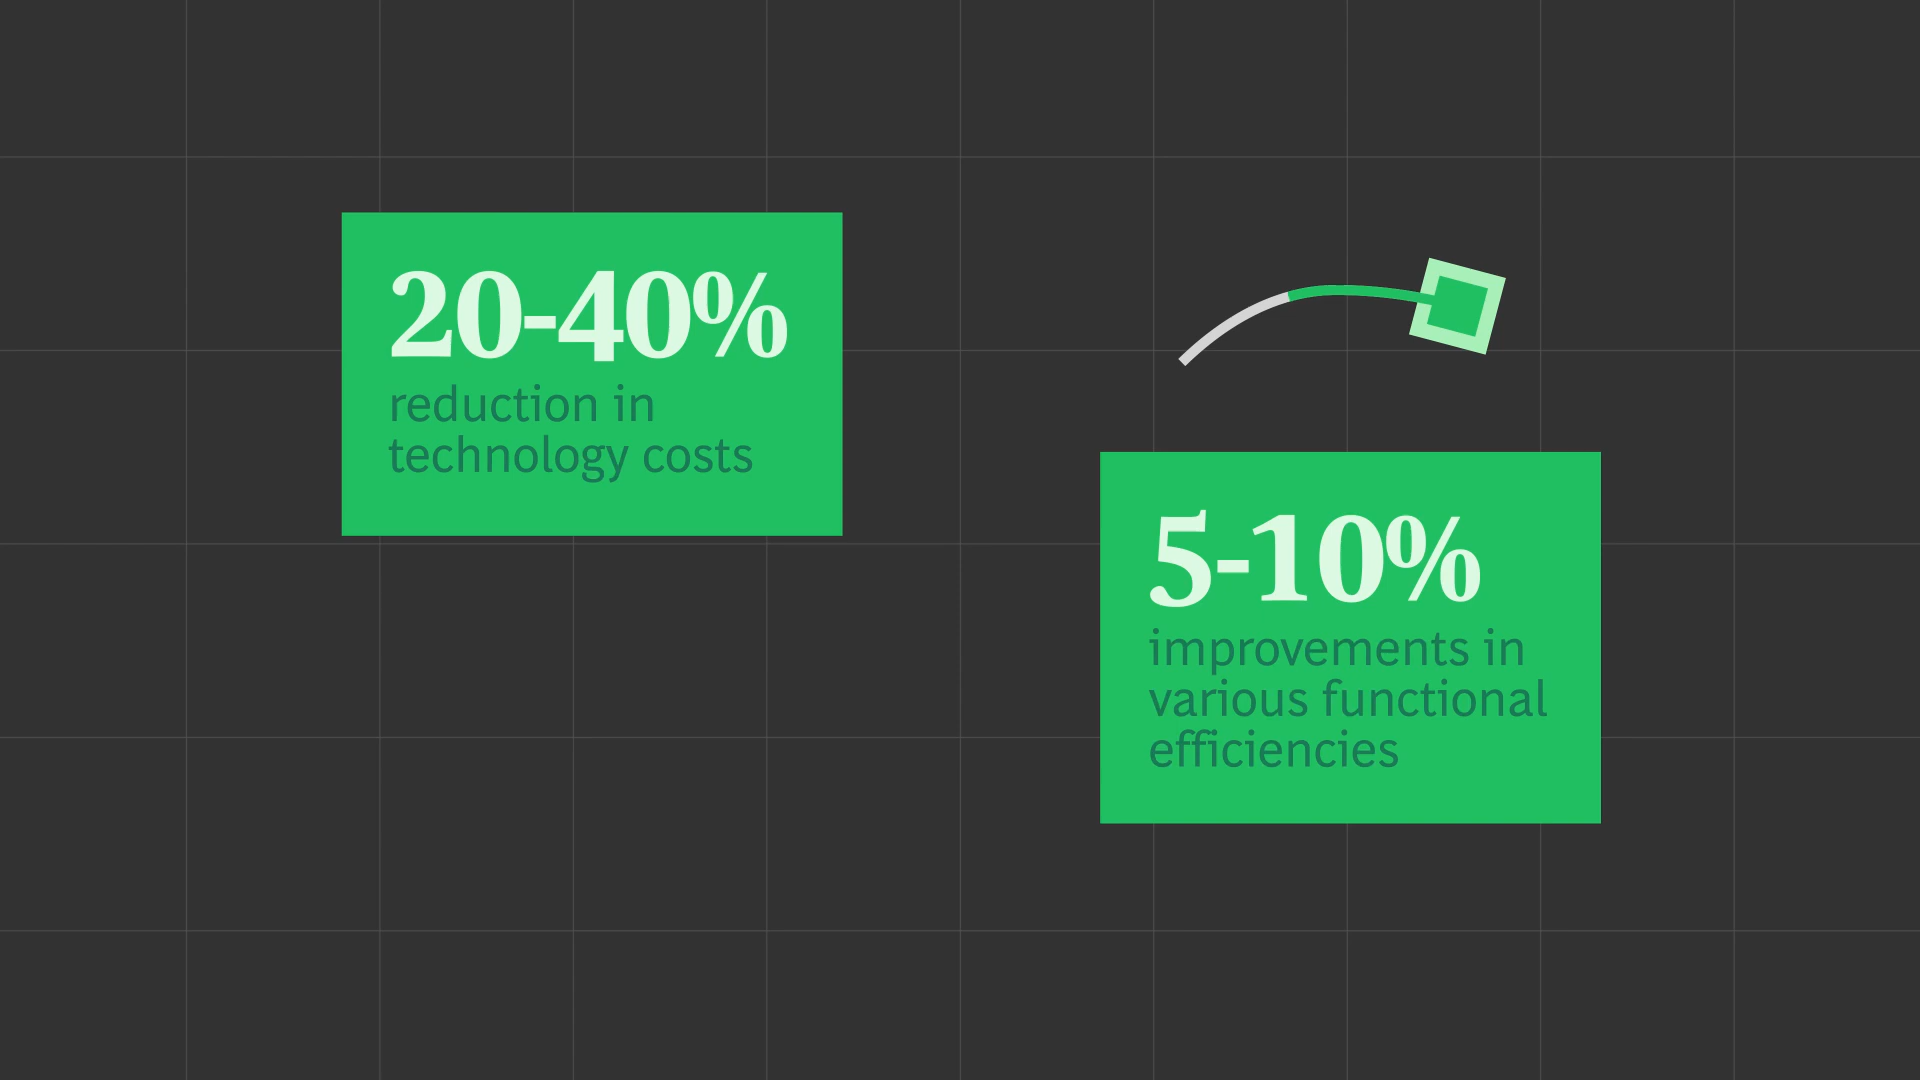 20-40%
reduction in
technology costs
5-10%
improvements in
various functional
efficiencies